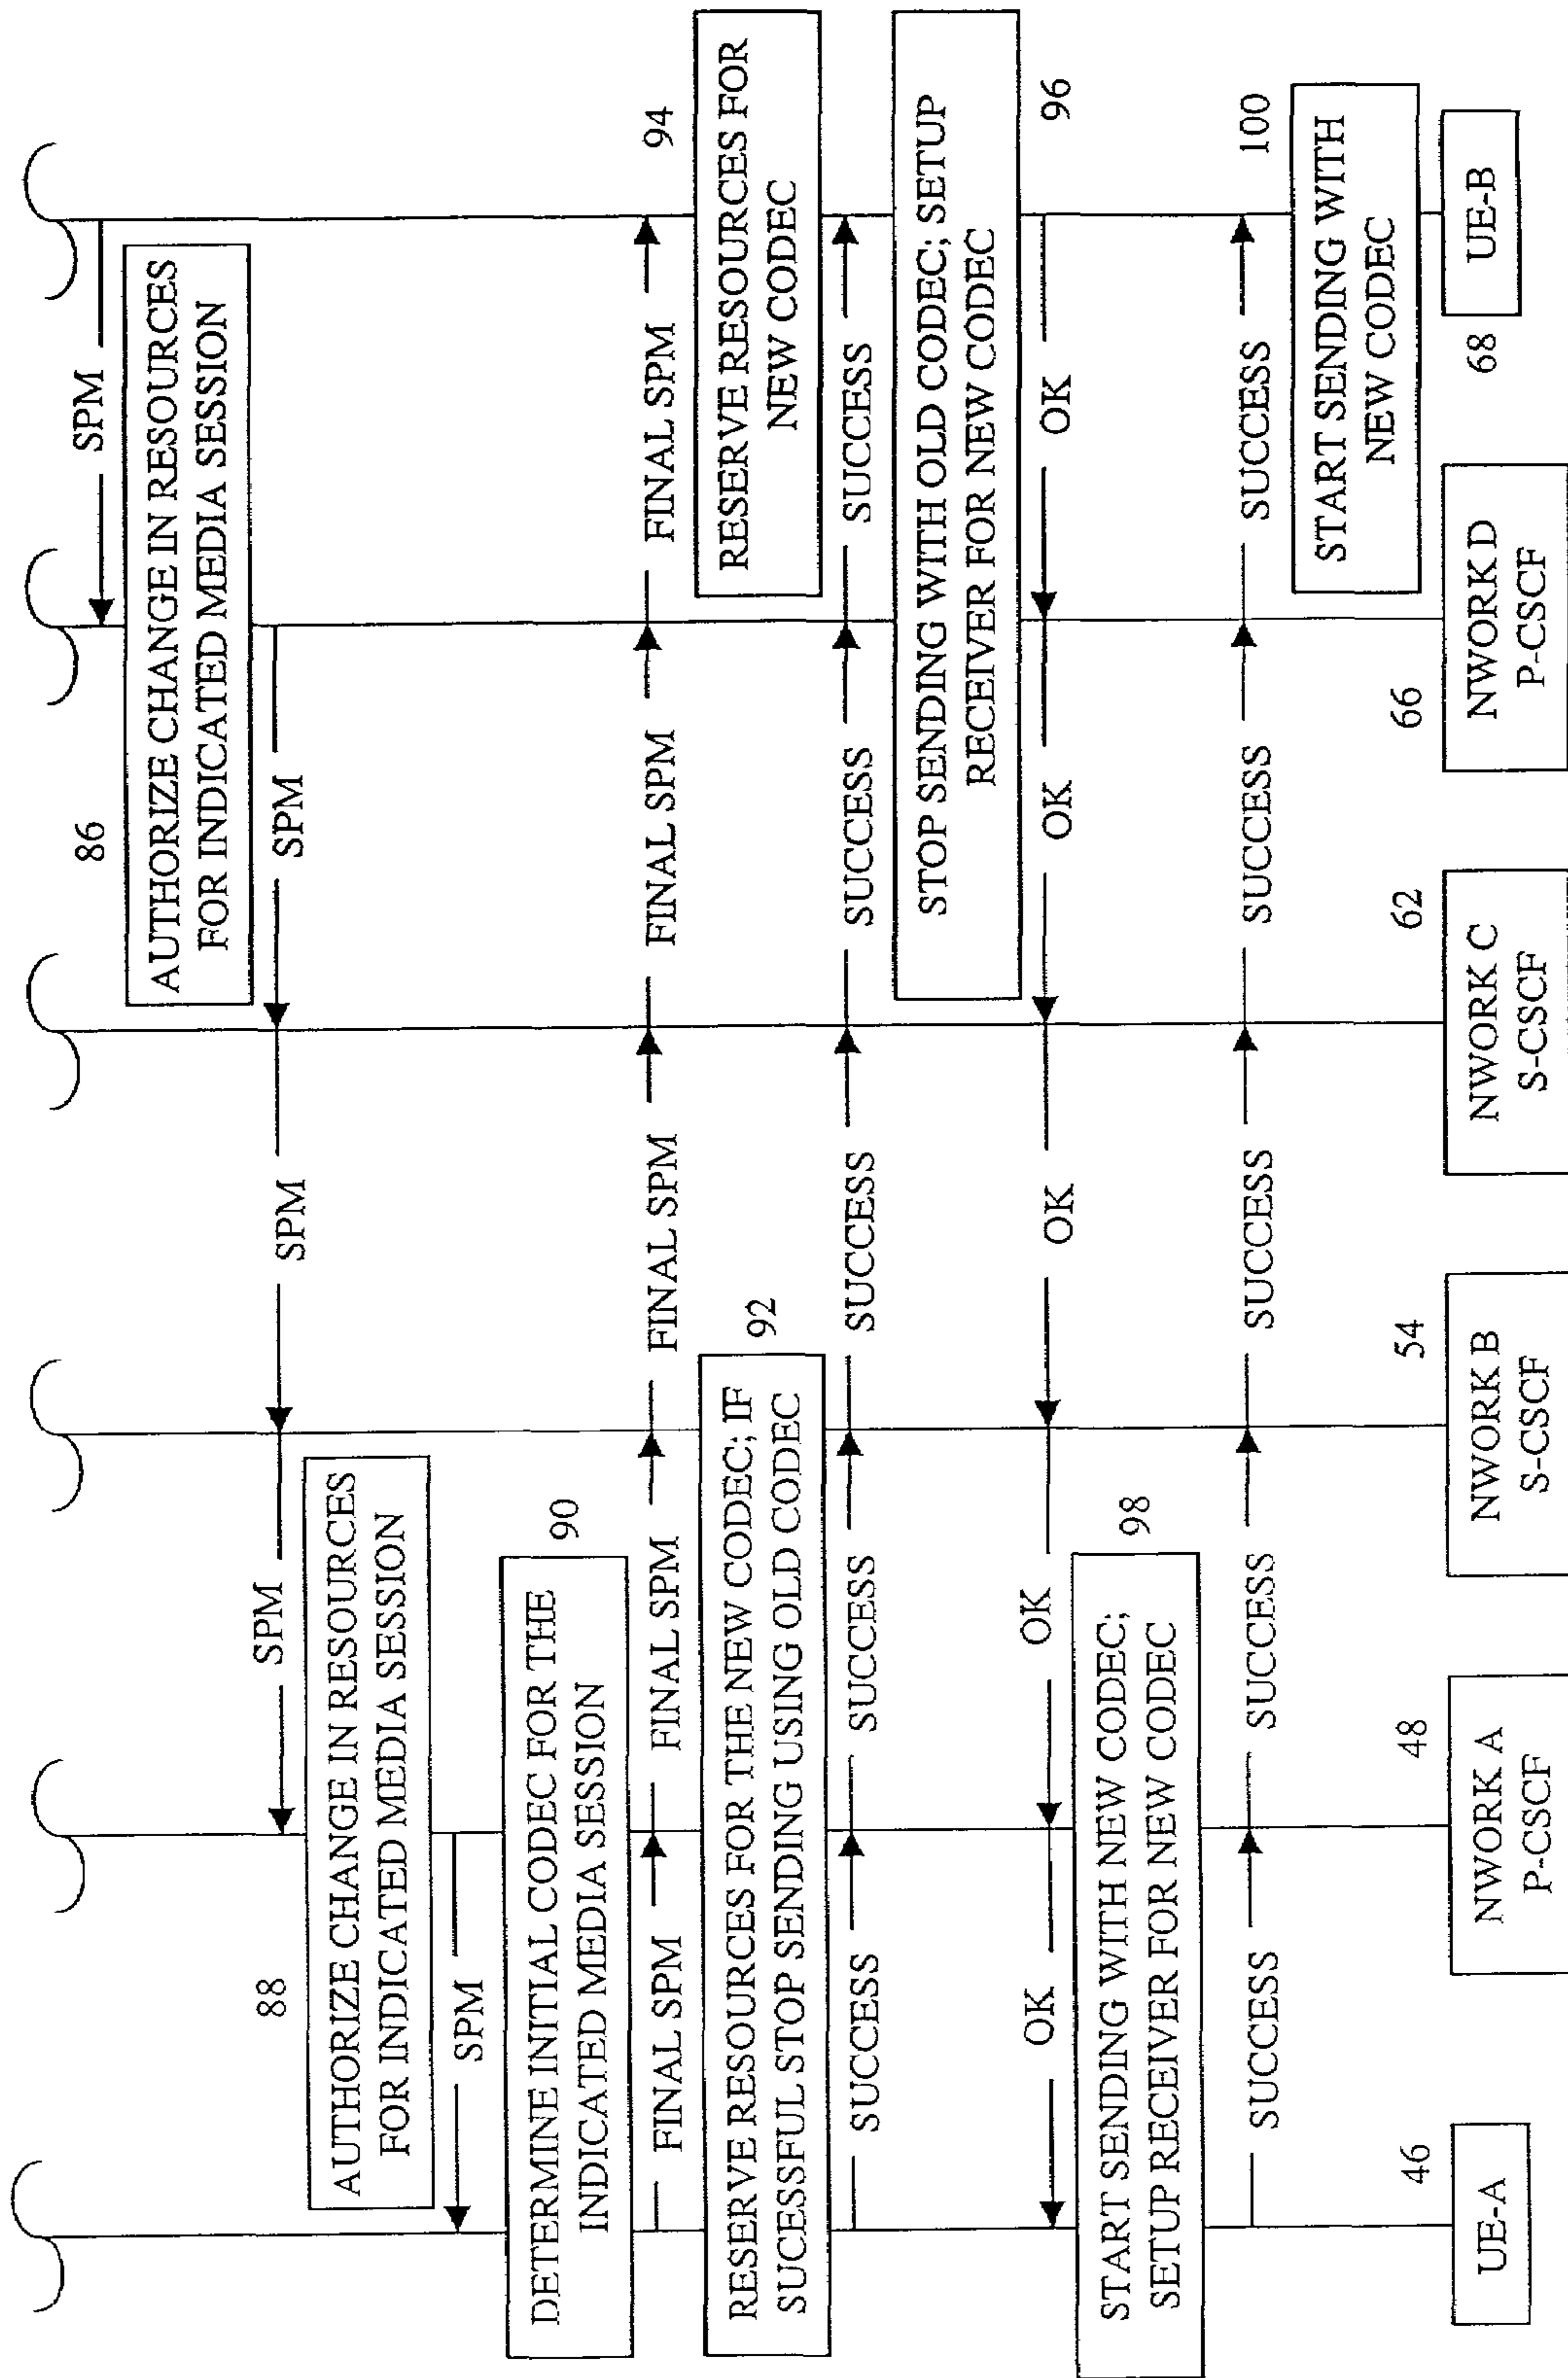 SPM
86
AUTHORIZE CHANGE IN RESOURCES
FOR INDICATED MEDIA SESSION
SPM
SPM
SPM
88
AUTHORIZE CHANGE IN RESOURCES
FOR INDICATED MEDIA SESSION
SPM
DETERMINE INITIAL CODEC FOR THE
INDICATED MEDIA SESSION
90
FINAL SPM
FINAL SPM
FINAL SPM
FINAL SPM
FINAL SPM
RESERVE RESOURCES FOR THE NEW CODEC; IF
SUCESSFUL STOP SENDING USING OLD CODEC
92
94
RESERVE RESOURCES FOR
NEW CODEC
SUCCESS
SUCCESS
SUCCESS
SUCCESS
SUCCESS
STOP SENDING WITH OLD CODEC; SETUP
RECEIVER FOR NEW CODEC
96
OK
OK
OK
OK
OK
START SENDING WITH NEW CODEC;
SETUP RECEIVER FOR NEW CODEC
98
SUCCESS
SUCCESS
SUCCESS
SUCCESS
SUCCESS
100
START SENDING WITH
NEW CODEC
46
UE-A
48
NWORK A
P-CSCF
54
NWORK B
S-CSCF
62
NWORK C
S-CSCF
66
NWORK D
P-CSCF
68
UE-B